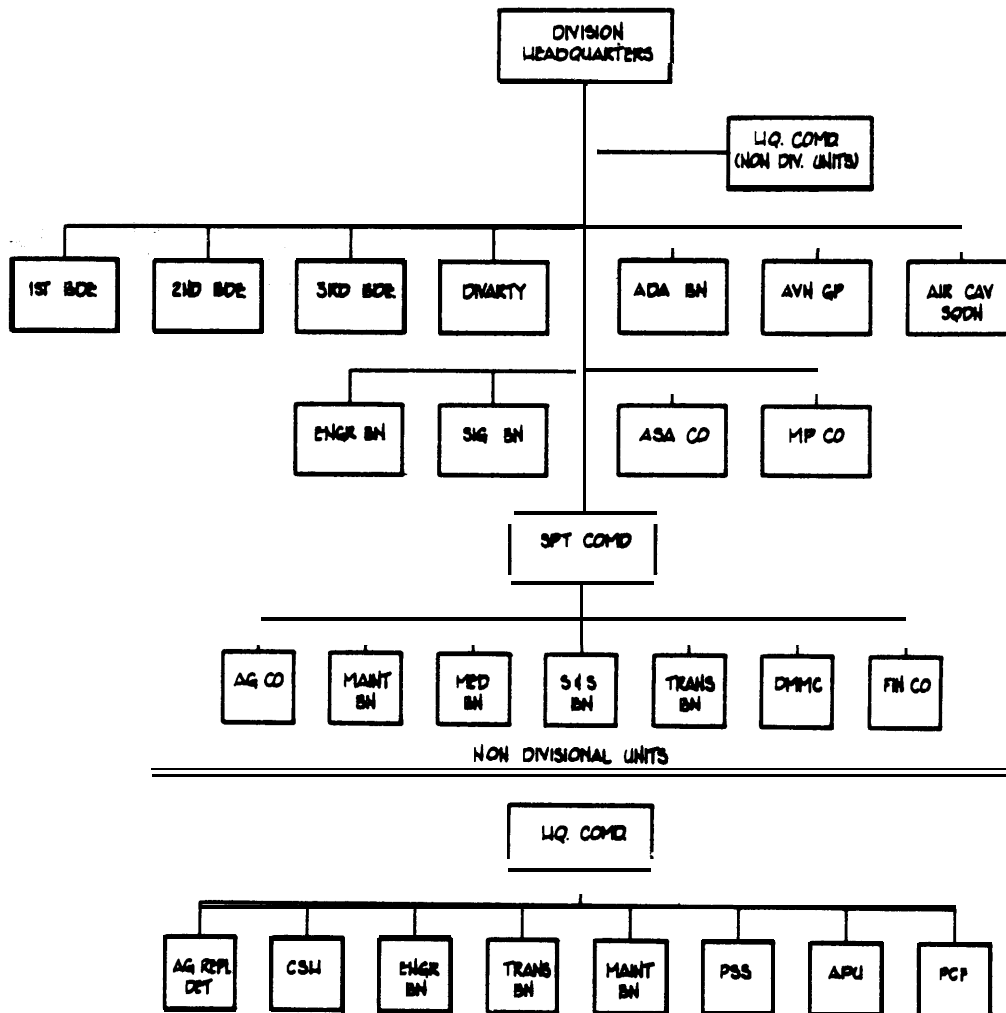 DIVISION
HEADQUARTERS
HQ. COMD.
(NON DIV. UNITS)
1ST BDE
2ND BDE
3RD BDE
DIVARTY
ADA BN
AVN GP
AIR CAV
SQDN
ENGR BN
SIG BN
ASA CO
MP CO
SPT COMD
AG CO
MAINT
BN
MED
BN
S & S
BN
TRANS
BN
DMMC
FIN CO
NON DIVISIONAL UNITS
HQ. COMD.
AG REPL
DET
CSH
ENGR
BN
TRANS
BN
MAINT
BN
PSS
APU
PCF